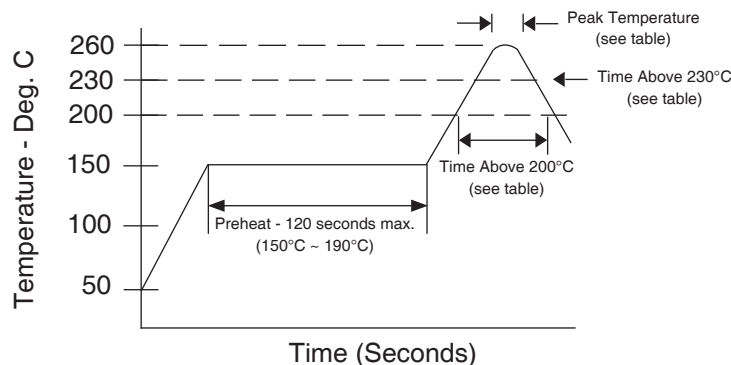 Peak Temperature
(see table)
260
230
Time Above 230°C
(see table)
200
150
Time Above 200°C
(see table)
Preheat - 120 seconds max.
(150°C ~ 190°C)
100
50
Temperature - Deg. C
Time (Seconds)